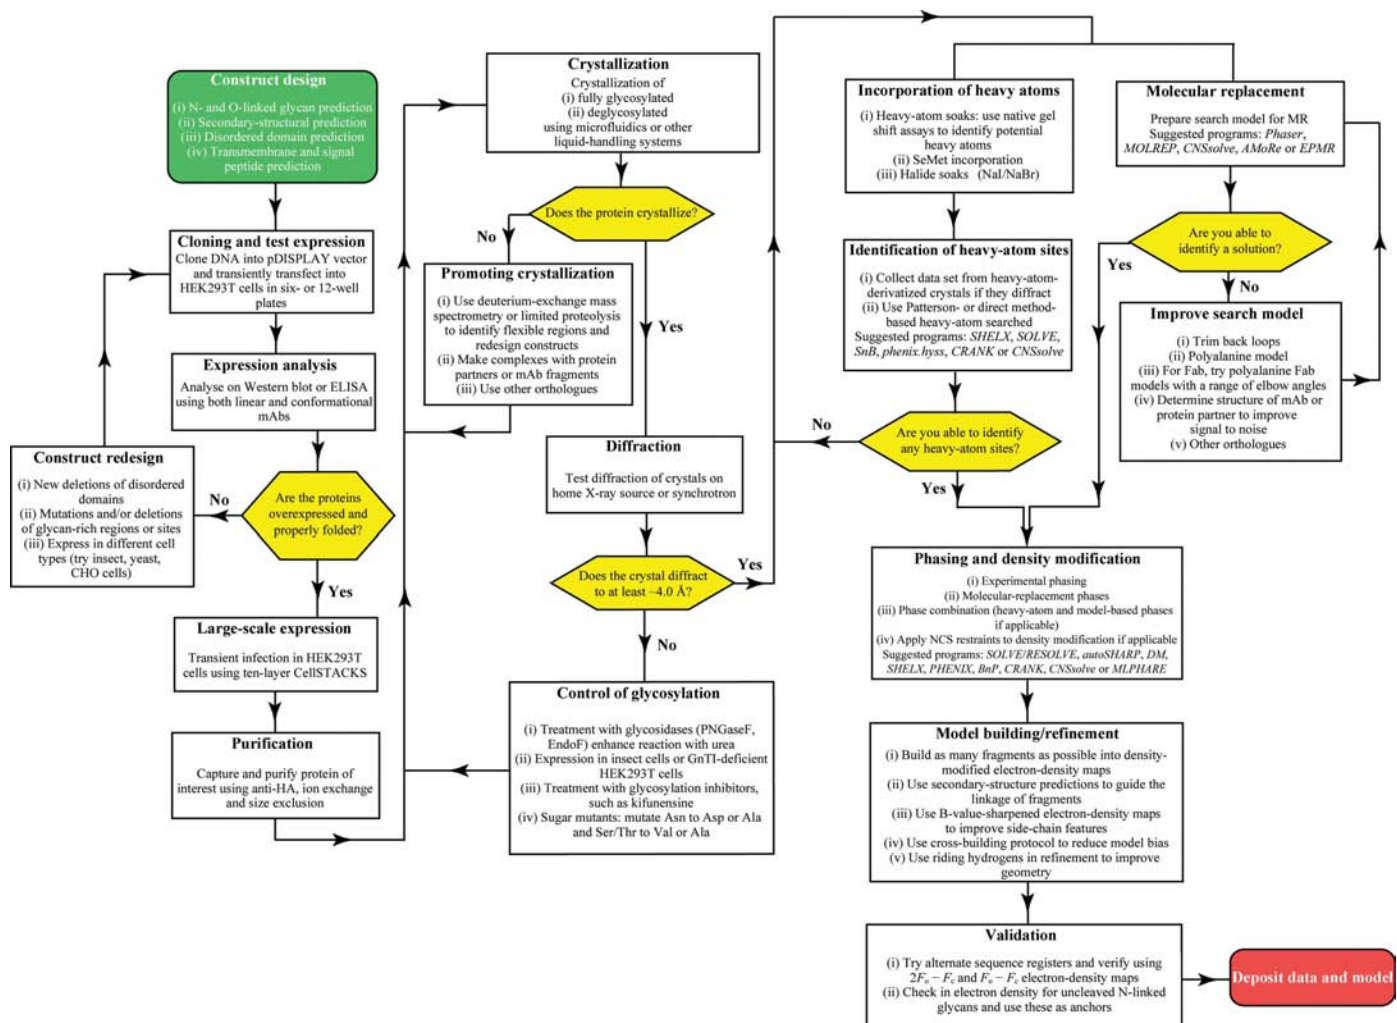 Construct design
(i) N- and O-linked glycan prediction
(ii) Secondary-structural prediction
(iii) Disordered domain prediction
(iv) Transmembrane and signal
peptide prediction
Cloning and test expression
Clone DNA into pDISPLAY vector
and transiently transfect into
HEK293T cells in six- or 12-well
plates
Expression analysis
Analyse on Western blot or ELISA
using both linear and conformational
mAbs
Construct redesign
(i) New deletions of disordered
domains
(ii) Mutations and/or deletions
of glycan-rich regions or sites
(iii) Express in different cell
types (try insect, yeast,
CHO cells)
No
Are the proteins
overexpressed and
properly folded?
Yes
Large-scale expression
Transient infection in HEK293T
cells using ten-layer CellSTACKS
Purification
Capture and purify protein of
interest using anti-HA, ion exchange
and size exclusion
Crystallization
Crystallization of
(i) fully glycosylated
(ii) deglycosylated
using microfluidics or other
liquid-handling systems
Does the protein crystallize?
No
Promoting crystallization
(i) Use deuterium-exchange mass
spectrometry or limited proteolysis
to identify flexible regions and
redesign constructs
(ii) Make complexes with protein
partners or mAb fragments
(iii) Use other orthologues
Yes
Diffraction
Test diffraction of crystals on
home X-ray source or synchrotron
Does the crystal diffract
to at least ~4.0 Å?
Yes
No
Control of glycosylation
(i) Treatment with glycosidases (PNGaseF,
EndoF) enhance reaction with urea
(ii) Expression in insect cells or GnTI-deficient
HEK293T cells
(iii) Treatment with glycosylation inhibitors,
such as kifunensine
(iv) Sugar mutants: mutate Asn to Asp or Ala
and Ser/Thr to Val or Ala
Incorporation of heavy atoms
(i) Heavy-atom soaks: use native gel
shift assays to identify potential
heavy atoms
(ii) SeMet incorporation
(iii) Halide soaks (NaI/NaBr)
Identification of heavy-atom sites
(i) Collect data set from heavy-atom-
derivatized crystals if they diffract
(ii) Use Patterson- or direct method-
based heavy-atom searched
Suggested programs: SHELX, SOLVE,
SnB, phenix.hyss, CRANK or CNSsolve
No
Are you able to identify
any heavy-atom sites?
Yes
Molecular replacement
Prepare search model for MR
Suggested programs: Phaser,
MOLREP, CNSsolve, AMoRe or EPMR
Are you able to
identify a solution?
Yes
No
Improve search model
(i) Trim back loops
(ii) Polyalanine model
(iii) For Fab, try polyalanine Fab
models with a range of elbow angles
(iv) Determine structure of mAb or
protein partner to improve
signal to noise
(v) Other orthologues
Phasing and density modification
(i) Experimental phasing
(ii) Molecular-replacement phases
(iii) Phase combination (heavy-atom and model-based phases
if applicable)
(iv) Apply NCS restraints to density modification if applicable
Suggested programs: SOLVE/RESOLVE, autoSHARP, DM,
SHELX, PHENIX, BnP, CRANK, CNSsolve or MLPHARE
Model building/refinement
(i) Build as many fragments as possible into density-
modified electron-density maps
(ii) Use secondary-structure predictions to guide the
linkage of fragments
(iii) Use B-value-sharpened electron-density maps
to improve side-chain features
(iv) Use cross-building protocol to reduce model bias
(v) Use riding hydrogens in refinement to improve
geometry
Validation
(i) Try alternate sequence registers and verify using
2Fo − Fc and Fo − Fc electron-density maps
(ii) Check in electron density for uncleaved N-linked
glycans and use these as anchors
Deposit data and model